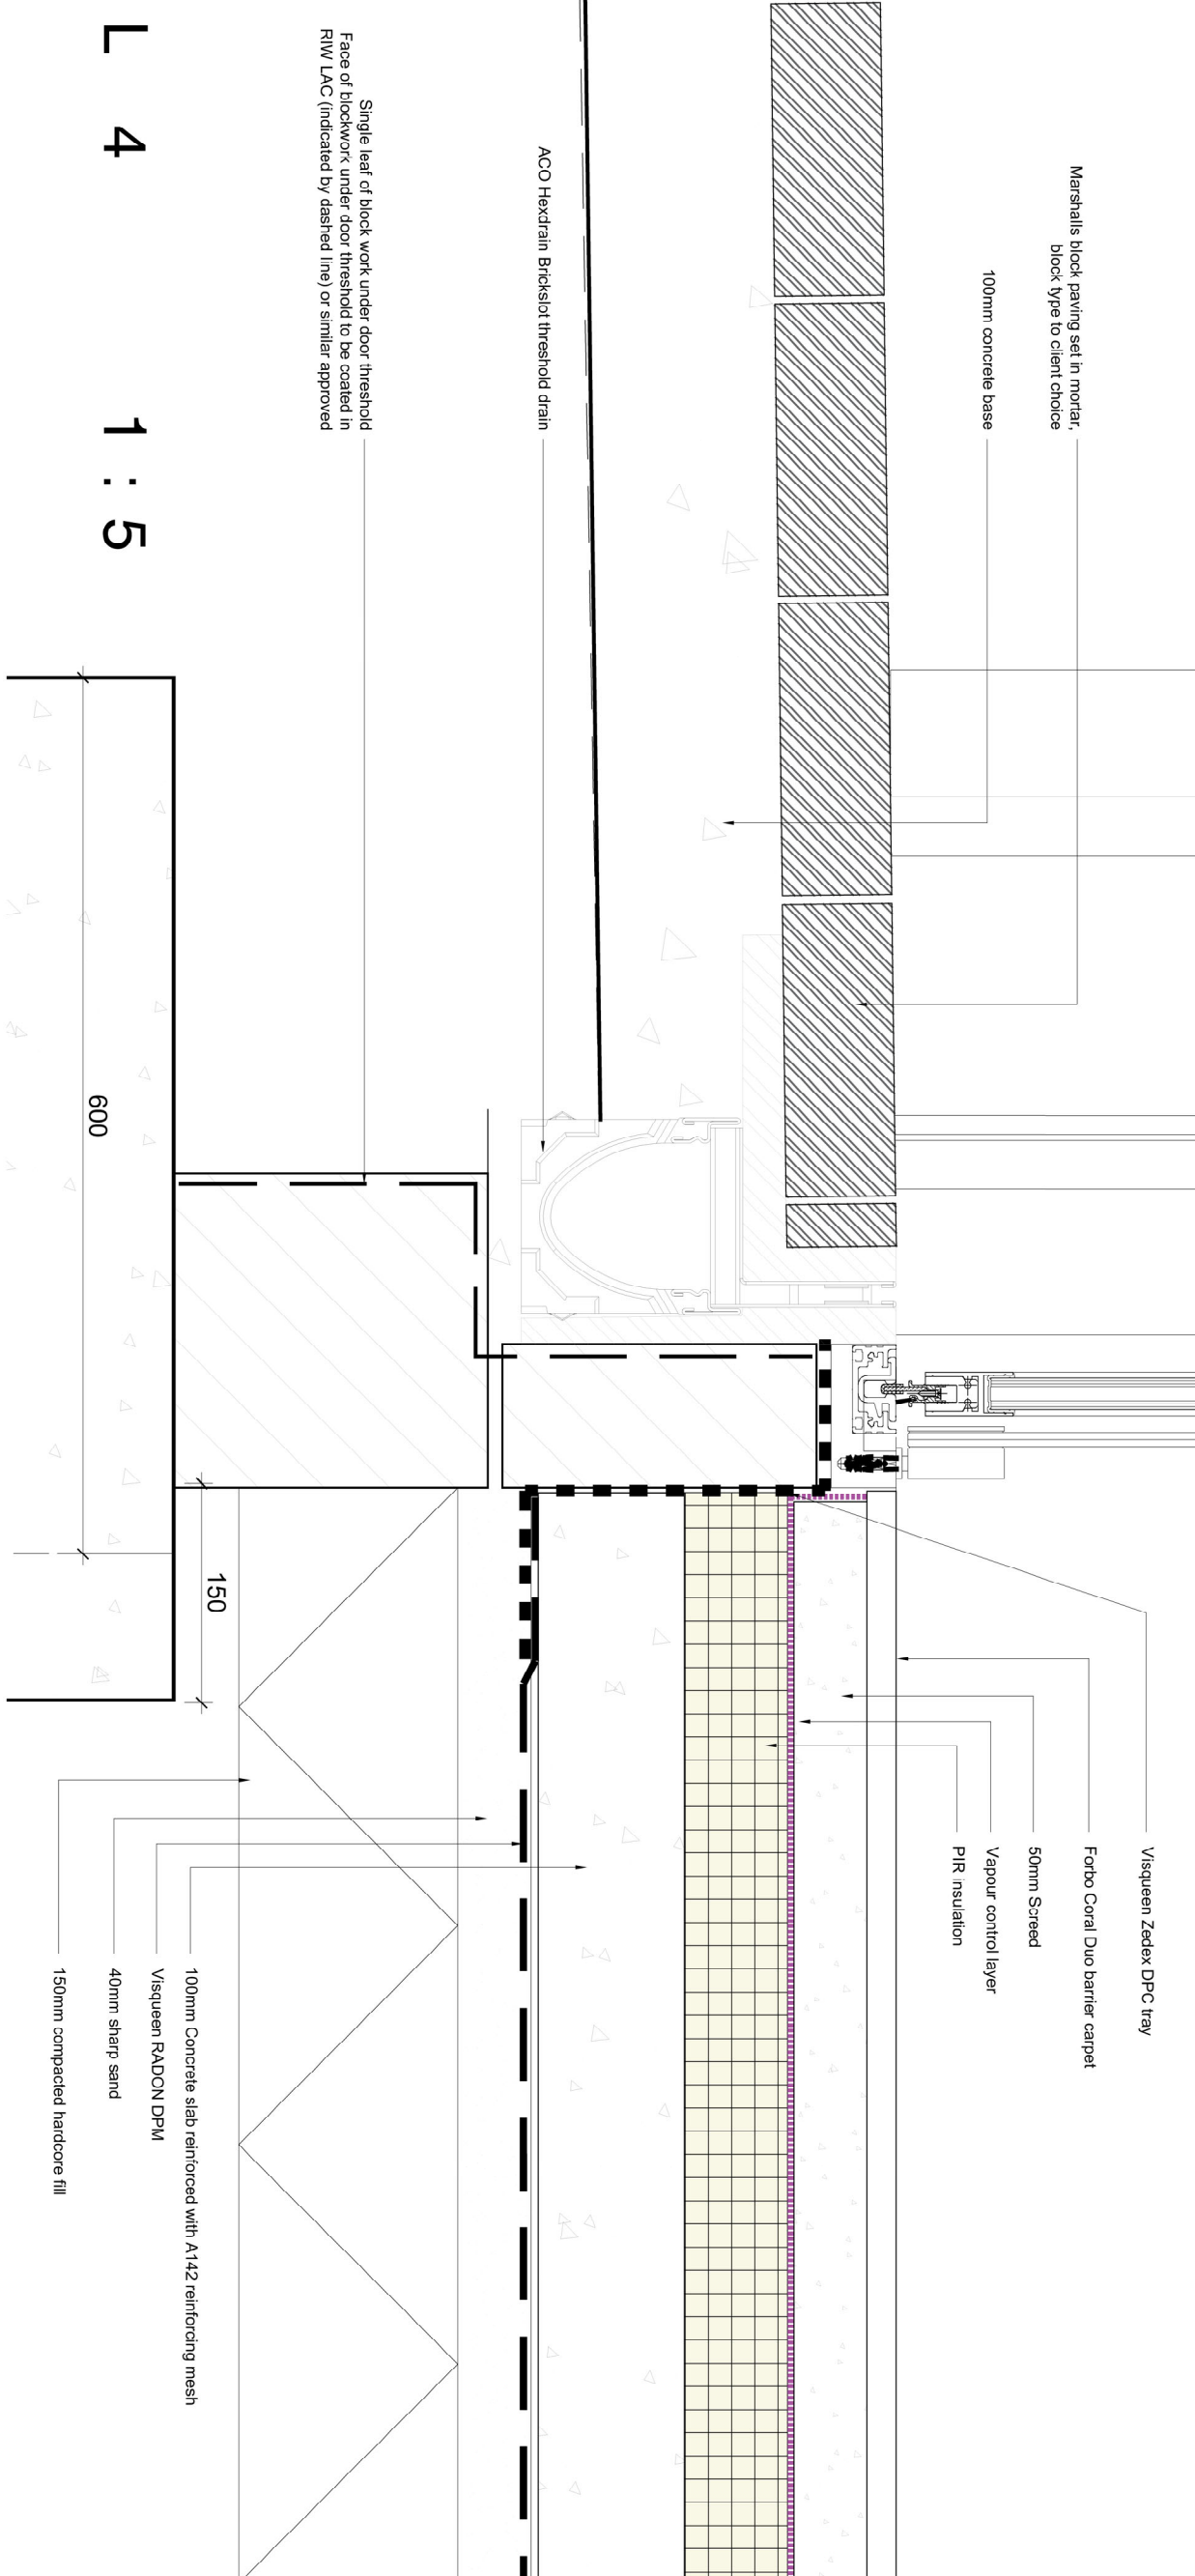 Visqueen Zedex DPC tray
Forbo Coral Duo barrier carpet
50mm Screed
Vapour control layer
PIR insulation
Marshalls block paving set in mortar,
block type to client choice
100mm concrete base
ACO Hexdrain Brickslot threshold drain
Single leaf of block work under door threshold
Face of blockwork under door threshold to be coated in
RIW LAC (indicated by dashed line) or similar approved
150
600
100mm Concrete slab reinforced with A142 reinforcing mesh
Visqueen RADON DPM
40mm sharp sand
150mm compacted hardcore fill
L 4 1:5